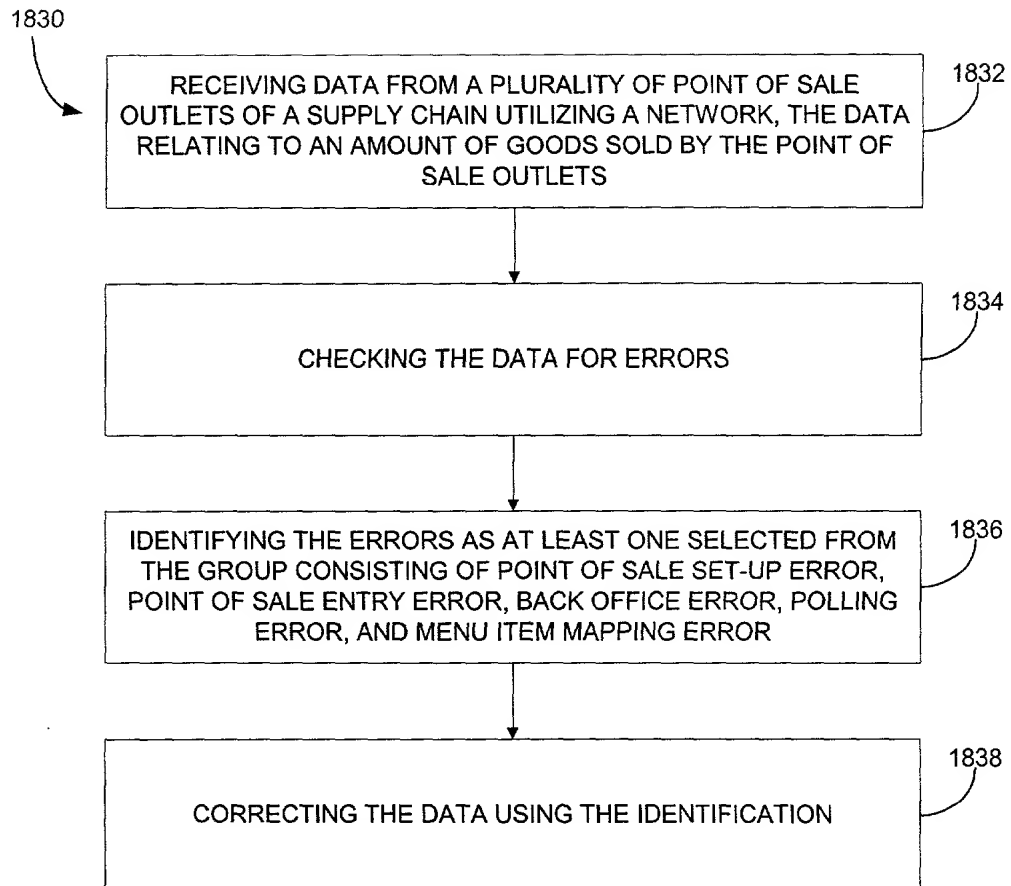 1830
RECEIVING DATA FROM A PLURALITY OF POINT OF SALE
OUTLETS OF A SUPPLY CHAIN UTILIZING A NETWORK, THE DATA
RELATING TO AN AMOUNT OF GOODS SOLD BY THE POINT OF
SALE OUTLETS
1832
CHECKING THE DATA FOR ERRORS
1834
IDENTIFYING THE ERRORS AS AT LEAST ONE SELECTED FROM
THE GROUP CONSISTING OF POINT OF SALE SET-UP ERROR,
POINT OF SALE ENTRY ERROR, BACK OFFICE ERROR, POLLING
ERROR, AND MENU ITEM MAPPING ERROR
1836
CORRECTING THE DATA USING THE IDENTIFICATION
1838